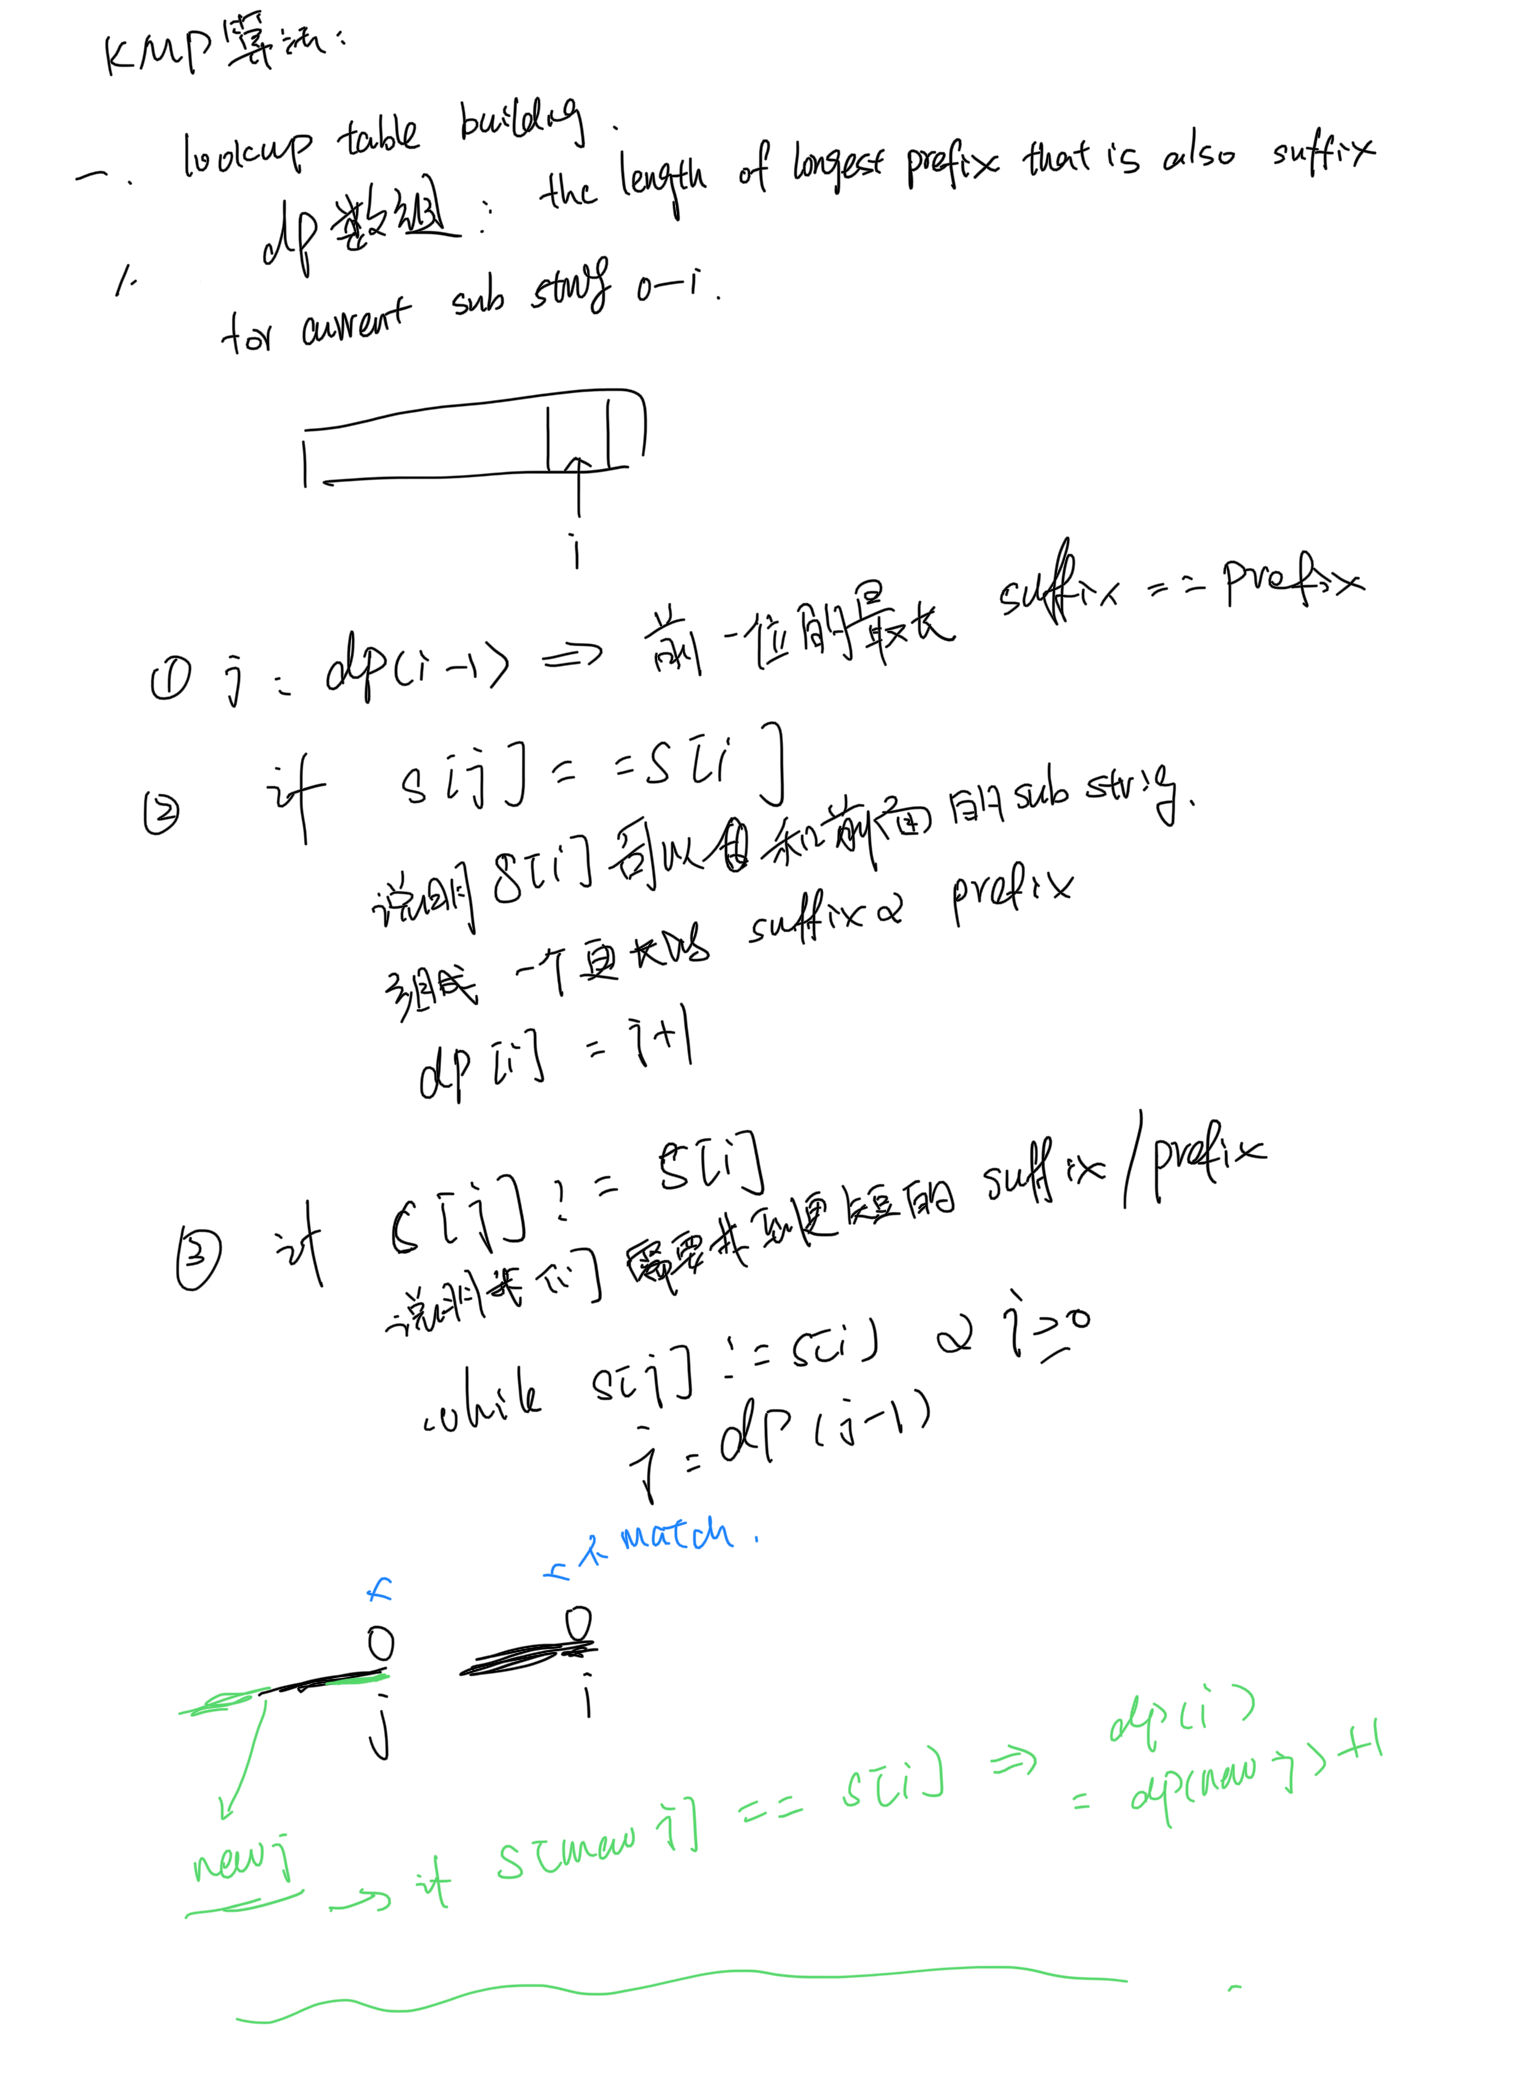 KMP算法:
一. lookup table building.
1. dp数组: the length of longest prefix that is also suffix
for current sub string 0-i.
i
① j = dp(i-1) => 前一位的最长 suffix == prefix
② if s[j] == s[i]
说明 s[i] 可以和前面的 sub string.
组成一个更长的 suffix & prefix
dp[i] = j+1
③ if s[j] != s[i]
说明 [i] 需要找到更短的 suffix / prefix
while s[j] != s[i] & j>=0
j = dp(j-1)
不 match.
j i
dp(i)
new j -> if s[new j] == s[i] => = dp(new j)+1